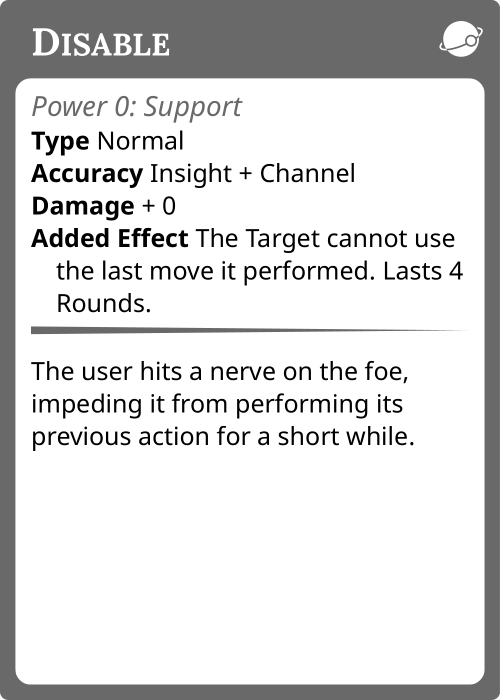 DISABLE
Power 0: Support
Type Normal
Accuracy Insight + Channel
Damage + 0
Added Effect The Target cannot use
the last move it performed. Lasts 4
Rounds.
The user hits a nerve on the foe,
impeding it from performing its
previous action for a short while.